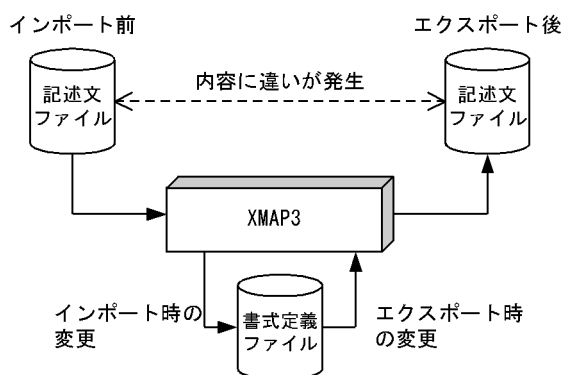 インポート前
エクスポート後
記述文
ファイル
内容に違いが発生
記述文
ファイル
XMAP3
インポート時の
変更
書式定義
ファイル
エクスポート時
の変更